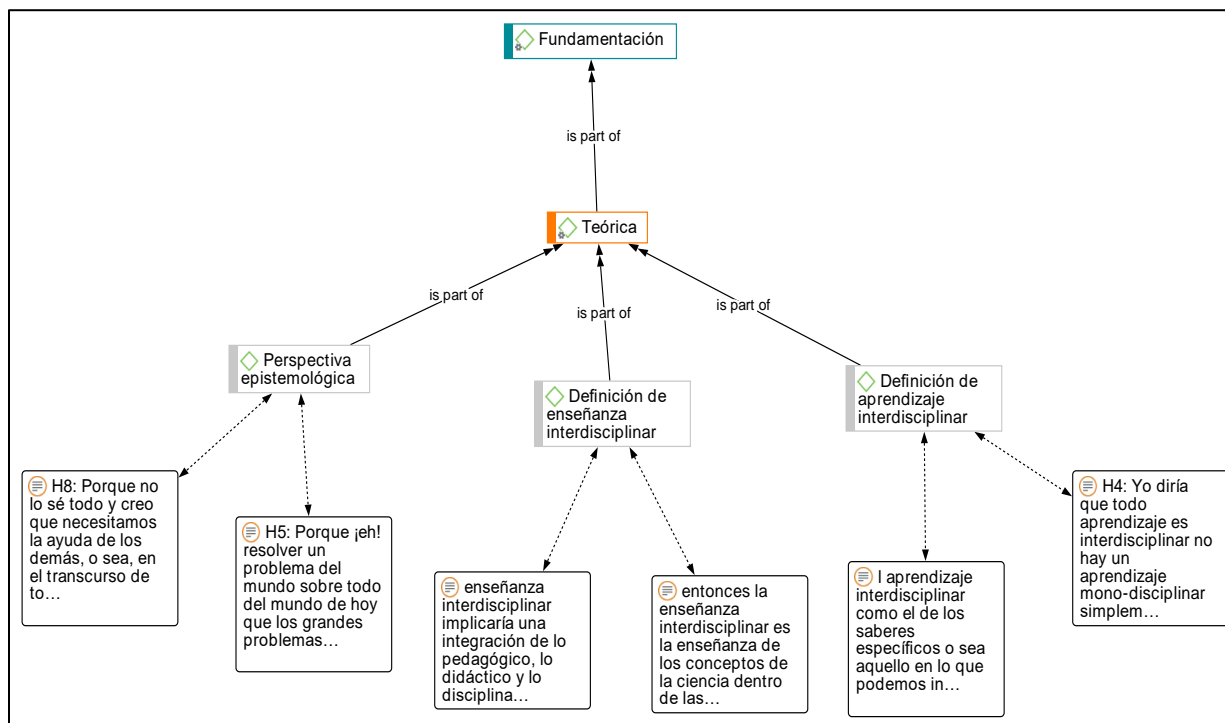 Fundamentación
is part of
Teórica
is part of
is part of
is part of
Perspectiva
epistemológica
Definición de
enseñanza
interdisciplinar
Definición de
aprendizaje
interdisciplinar
H8: Porque no
lo sé todo y creo
que necesitamos
la ayuda de los
demás, o sea, en
el transcurso de
to…
H5: Porque ¡eh!
resolver un
problema del
mundo sobre todo
del mundo de hoy
que los grandes
problemas…
enseñanza
interdisciplinar
implicaría una
integración de lo
pedagógico, lo
didáctico y lo
disciplina…
entonces la
enseñanza
interdisciplinar es
la enseñanza de
los conceptos de
la ciencia dentro
de las…
l aprendizaje
interdisciplinar
como el de los
saberes
específicos o sea
aquello en lo que
podemos in…
H4: Yo diría
que todo
aprendizaje es
interdisciplinar no
hay un
aprendizaje
mono-disciplinar
simplem…